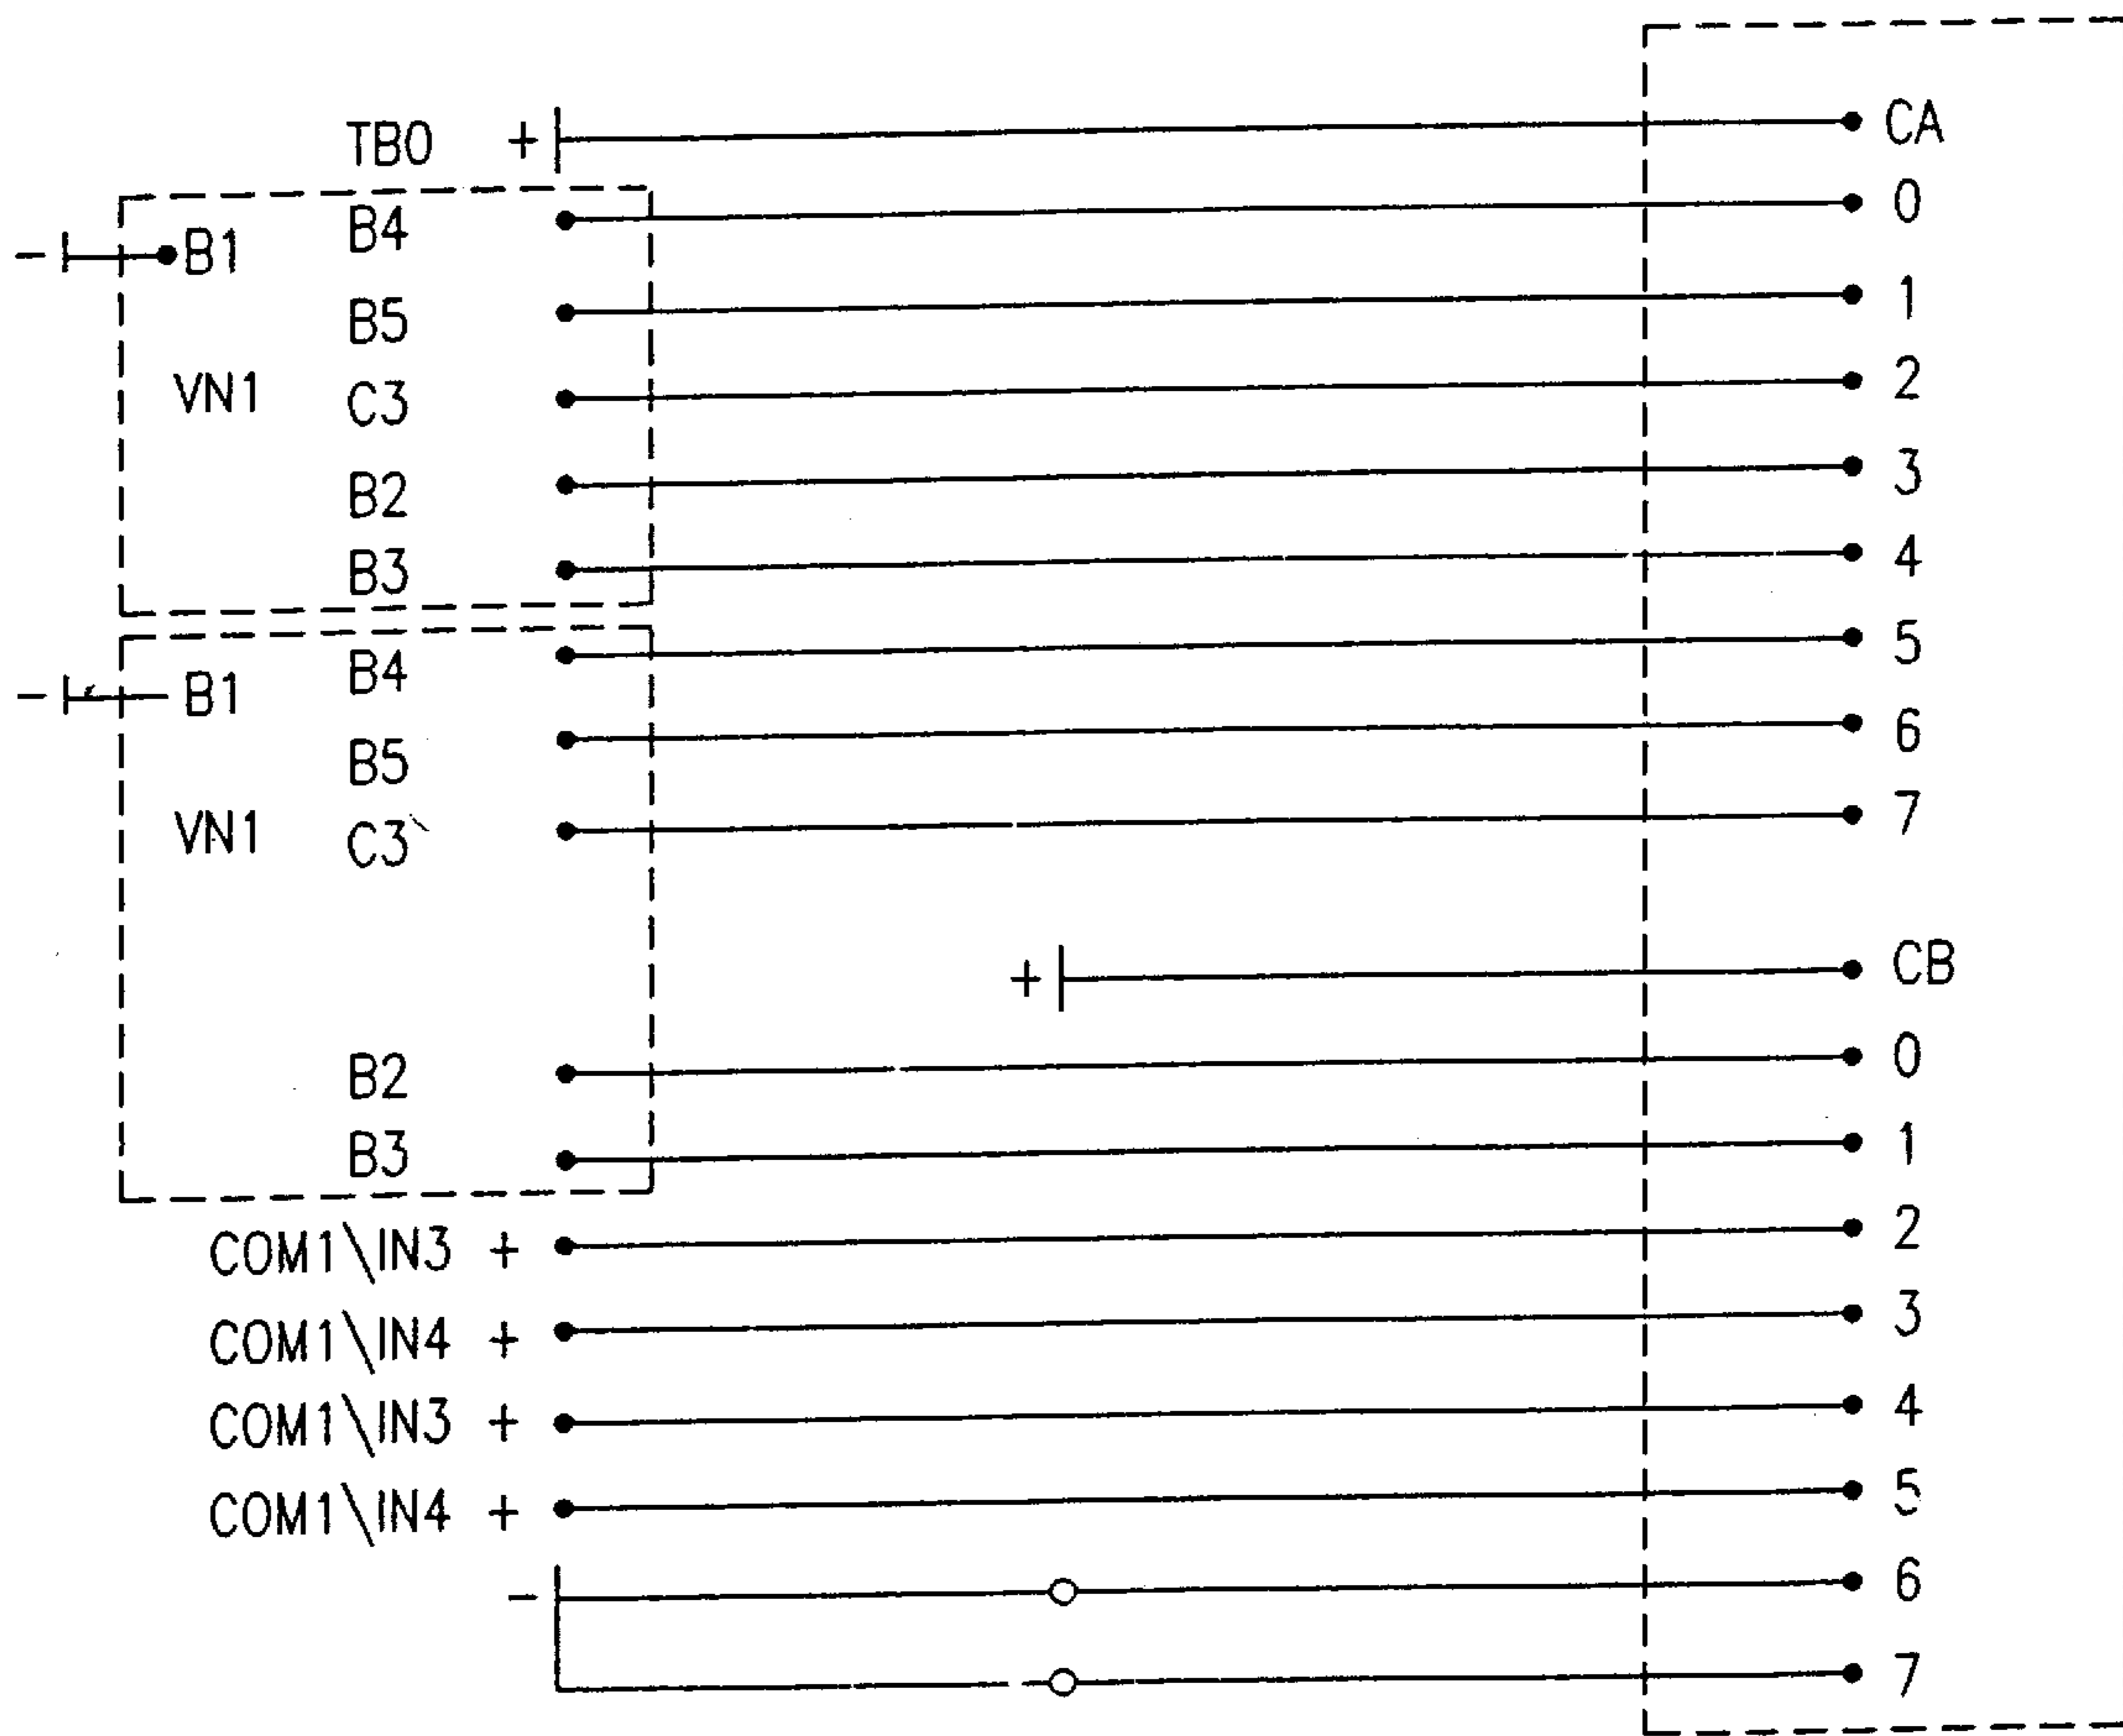 TB0 + CA
B4 0
- B1
B5 1
VN1 C3 2
B2 3
B3 4
B4 5
- B1
B5 6
VN1 C3 7
+ CB
B2 0
B3 1
COM1\IN3 + 2
COM1\IN4 + 3
COM1\IN3 + 4
COM1\IN4 + 5
- 6
7